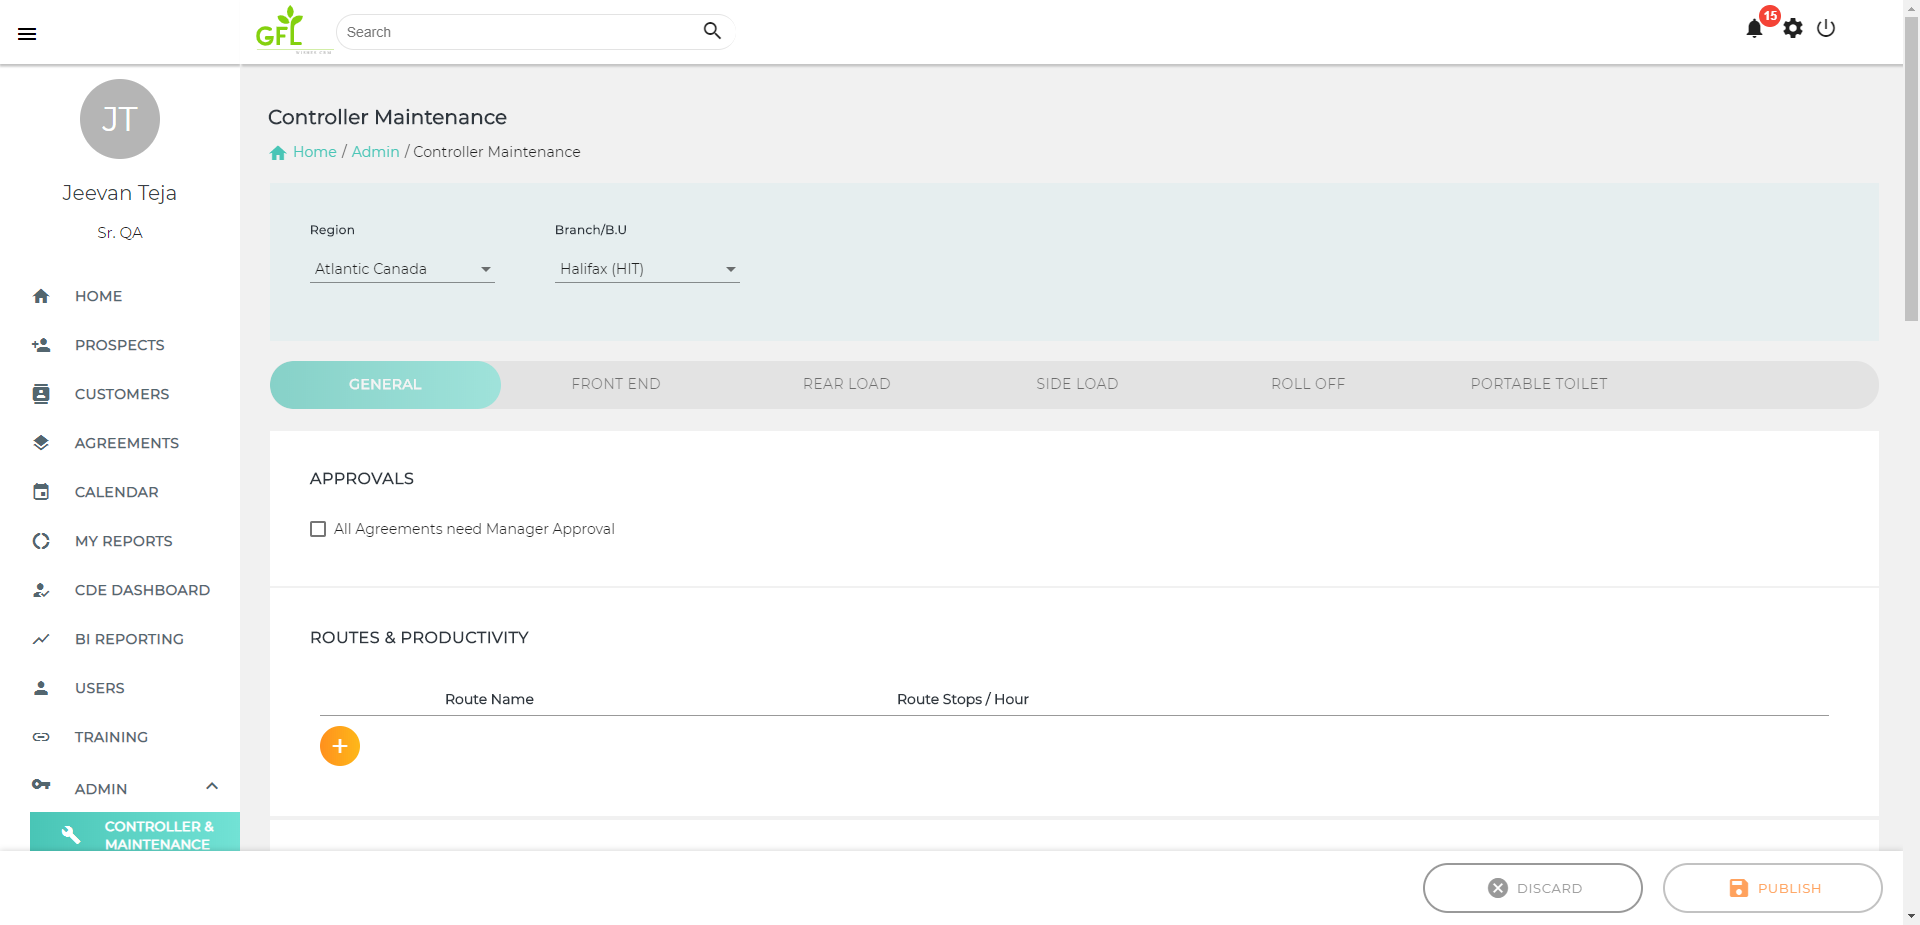 GFL
Search
15
JT
Jeevan Teja
Sr. QA
HOME
PROSPECTS
CUSTOMERS
AGREEMENTS
CALENDAR
MY REPORTS
CDE DASHBOARD
BI REPORTING
USERS
TRAINING
ADMIN
CONTROLLER &
MAINTENANCE
Controller Maintenance
Home / Admin / Controller Maintenance
Region
Branch/B.U
Atlantic Canada
Halifax (HIT)
GENERAL
FRONT END
REAR LOAD
SIDE LOAD
ROLL OFF
PORTABLE TOILET
APPROVALS
All Agreements need Manager Approval
ROUTES & PRODUCTIVITY
Route Name
Route Stops / Hour
DISCARD
PUBLISH